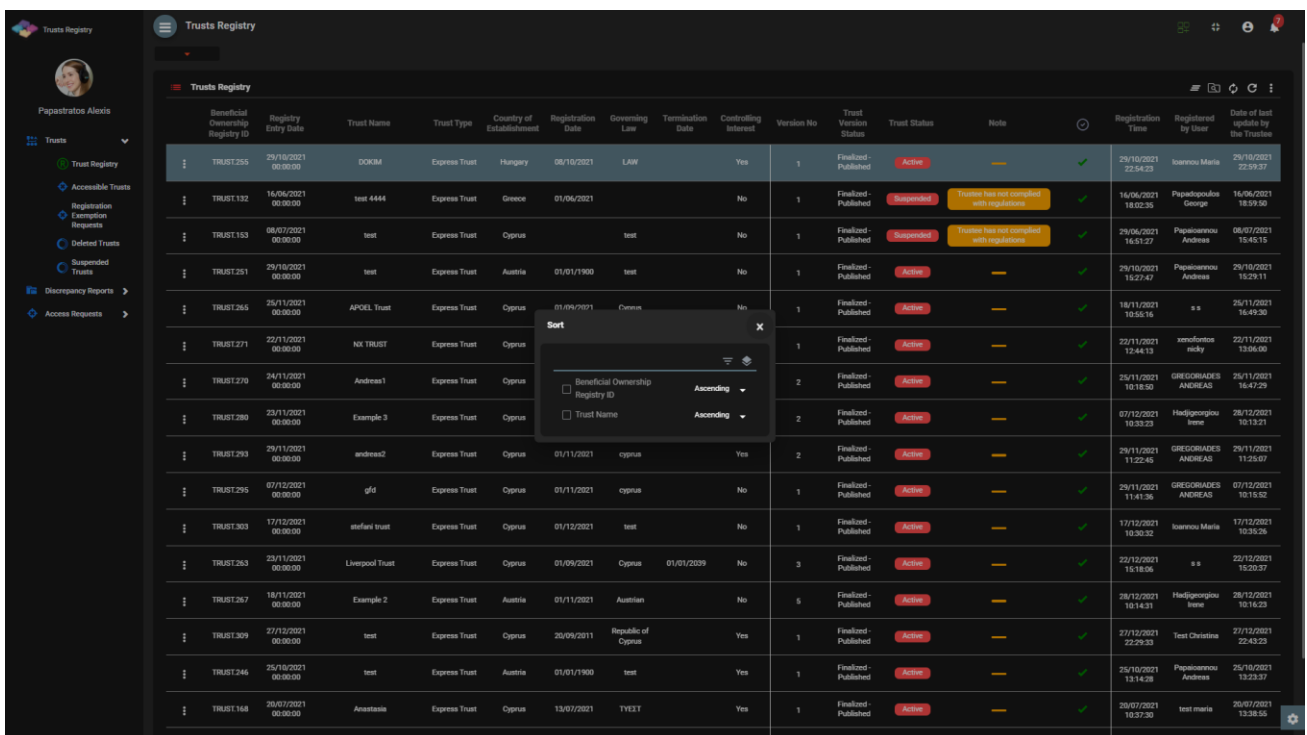 Trusts Registry
Trusts Registry
7
Papastratos Alexis
Trusts
Trust Registry
Accessible Trusts
Registration
Exemption
Requests
Deleted Trusts
Suspended
Trusts
Discrepancy Reports
Access Requests
Trusts Registry
Beneficial Ownership Registry ID Registry Entry Date Trust Name Trust Type Country of Establishment Registration Date Governing Law Termination Date Controlling Interest Version No Trust Version Status Trust Status Note Registration Time Registered by User Date of last update by the Trustee
TRUST.255 29/10/2021 00:00:00 DOKIM Express Trust Hungary 08/10/2021 LAW Yes 1 Finalized - Published Active 29/10/2021 22:54:23 Ioannou Maria 29/10/2021 22:59:37
TRUST.132 16/06/2021 00:00:00 test 4444 Express Trust Greece 01/06/2021 No 1 Finalized - Published Suspended Trustee has not complied with regulations 16/06/2021 18:02:35 Papadopoulos George 16/06/2021 18:59:50
TRUST.153 08/07/2021 00:00:00 test Express Trust Cyprus test No 1 Finalized - Published Suspended Trustee has not complied with regulations 29/06/2021 16:51:27 Papaioannou Andreas 08/07/2021 15:45:15
TRUST.251 29/10/2021 00:00:00 test Express Trust Austria 01/01/1900 test No 1 Finalized - Published Active 29/10/2021 15:27:47 Papaioannou Andreas 29/10/2021 15:29:11
TRUST.265 25/11/2021 00:00:00 APOEL Trust Express Trust Cyprus 01/09/2021 Cyprus No 1 Finalized - Published Active 18/11/2021 10:55:16 s s 25/11/2021 16:49:30
TRUST.271 22/11/2021 00:00:00 NX TRUST Express Trust Cyprus 1 Finalized - Published Active 22/11/2021 12:44:13 xenofontos nicky 22/11/2021 13:06:00
TRUST.270 24/11/2021 00:00:00 Andreas1 Express Trust Cyprus 2 Finalized - Published Active 25/11/2021 10:18:50 GREGORIADES ANDREAS 25/11/2021 16:47:29
TRUST.280 23/11/2021 00:00:00 Example 3 Express Trust Cyprus 2 Finalized - Published Active 07/12/2021 10:33:23 Hadjigeorgiou Irene 28/12/2021 10:13:21
Sort
Beneficial Ownership Registry ID Ascending
Trust Name Ascending
TRUST.293 29/11/2021 00:00:00 andreas2 Express Trust Cyprus 01/11/2021 cyprus Yes 2 Finalized - Published Active 29/11/2021 11:22:45 GREGORIADES ANDREAS 29/11/2021 11:25:07
TRUST.295 07/12/2021 00:00:00 gfd Express Trust Cyprus 01/11/2021 cyprus No 1 Finalized - Published Active 29/11/2021 11:41:36 GREGORIADES ANDREAS 07/12/2021 10:15:52
TRUST.303 17/12/2021 00:00:00 stefani trust Express Trust Cyprus 01/12/2021 test No 1 Finalized - Published Active 17/12/2021 10:30:32 Ioannou Maria 17/12/2021 10:35:26
TRUST.263 23/11/2021 00:00:00 Liverpool Trust Express Trust Cyprus 01/09/2021 Cyprus 01/01/2039 No 3 Finalized - Published Active 22/12/2021 15:18:06 s s 22/12/2021 15:20:37
TRUST.267 18/11/2021 00:00:00 Example 2 Express Trust Austria 01/11/2021 Austrian No 5 Finalized - Published Active 28/12/2021 10:14:31 Hadjigeorgiou Irene 28/12/2021 10:16:23
TRUST.309 27/12/2021 00:00:00 test Express Trust Cyprus 20/09/2011 Republic of Cyprus Yes 1 Finalized - Published Active 27/12/2021 22:29:33 Test Christina 27/12/2021 22:43:23
TRUST.246 25/10/2021 00:00:00 test Express Trust Austria 01/01/1900 test Yes 1 Finalized - Published Active 25/10/2021 13:14:28 Papaioannou Andreas 25/10/2021 13:23:37
TRUST.168 20/07/2021 00:00:00 Anastasia Express Trust Cyprus 13/07/2021 ΤΥΕΣΤ Yes 1 Finalized - Published Active 20/07/2021 10:37:30 test maria 20/07/2021 13:38:55